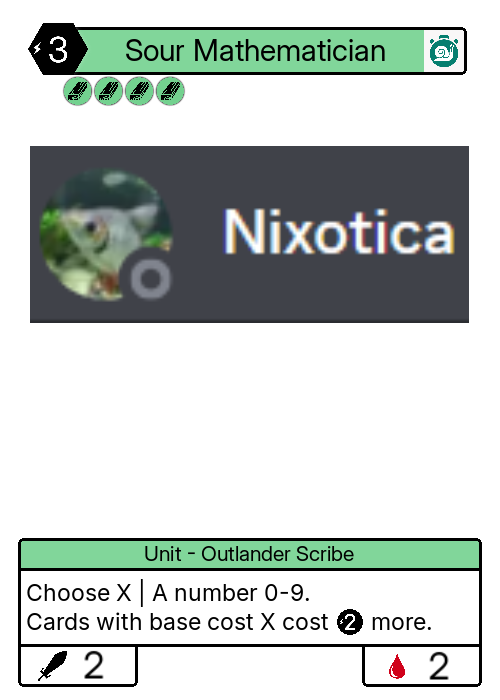 3 Sour Mathematician
Nixotica
Unit - Outlander Scribe
Choose X | A number 0-9.
Cards with base cost X cost 2 more.
2 2